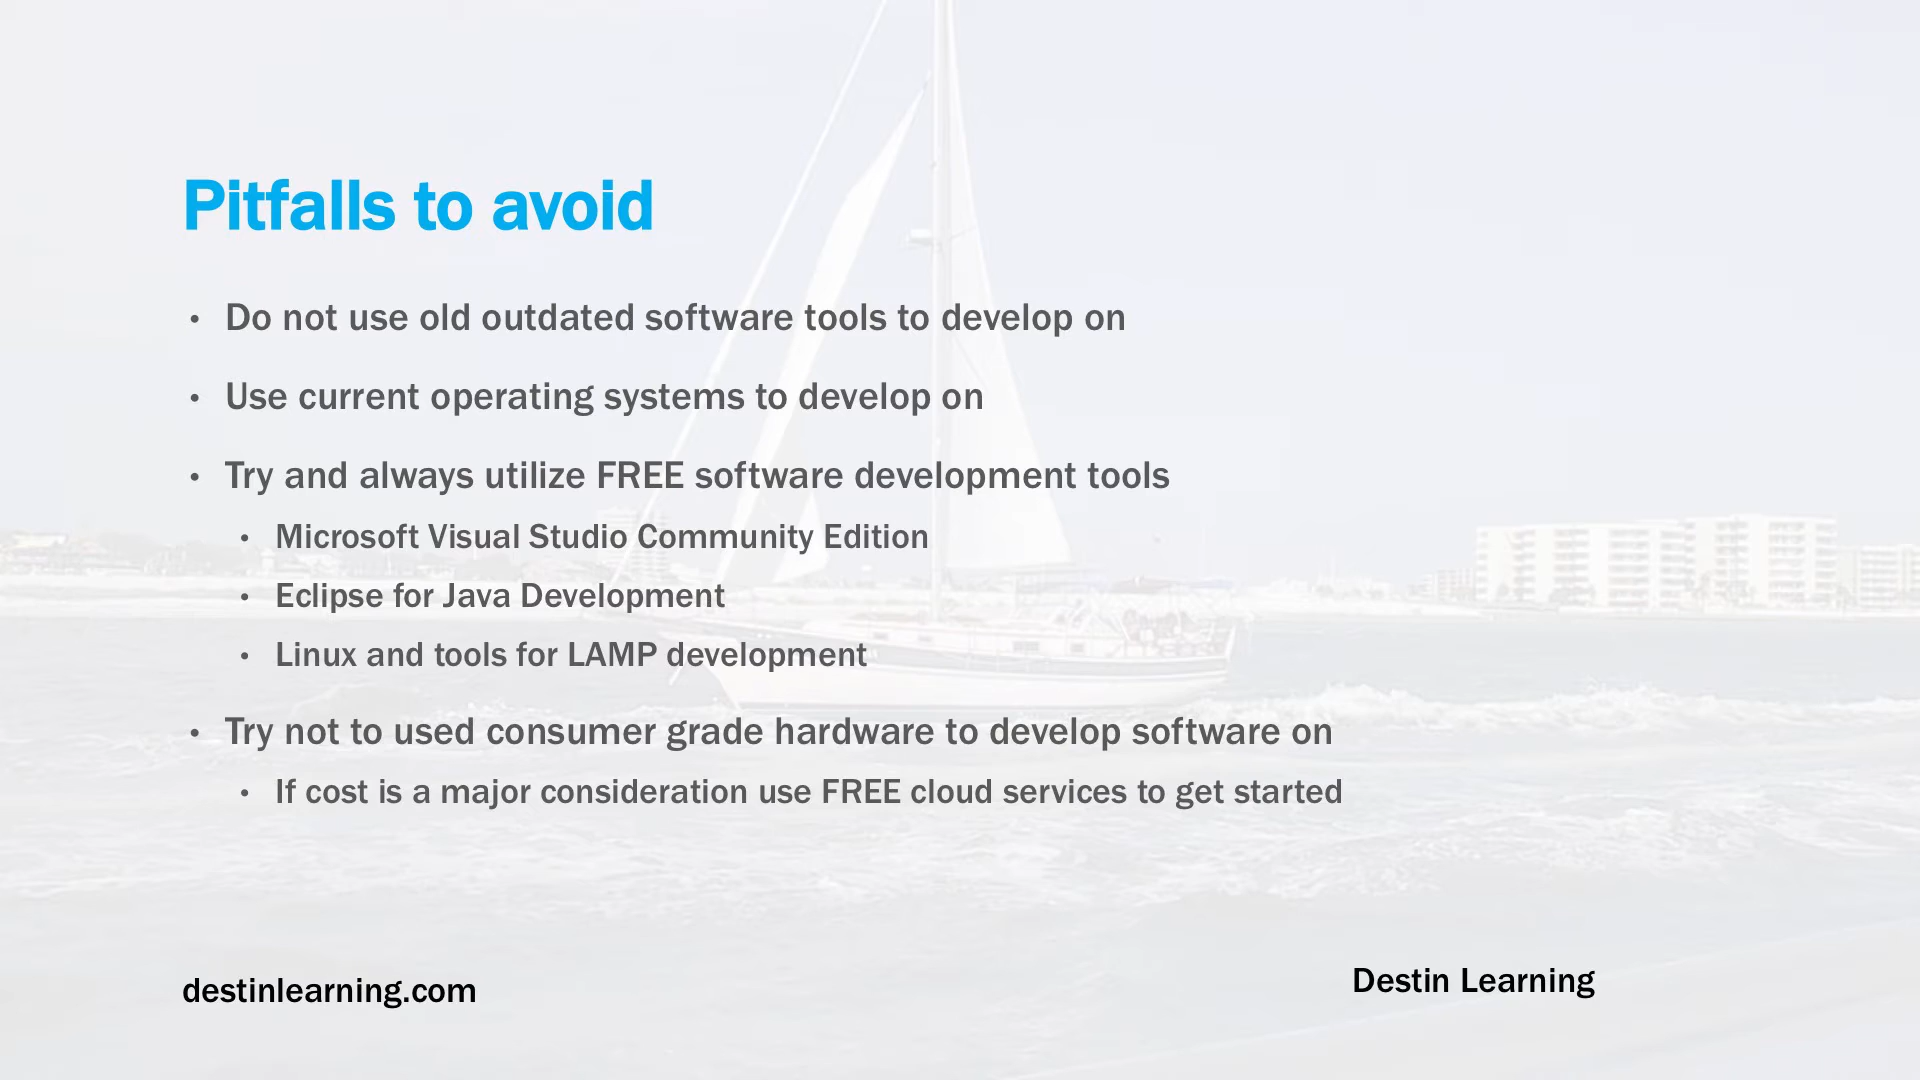 Pitfalls to avoid
• Do not use old outdated software tools to develop on
• Use current operating systems to develop on
• Try and always utilize FREE software development tools
• Microsoft Visual Studio Community Edition
• Eclipse for Java Development
• Linux and tools for LAMP development
• Try not to used consumer grade hardware to develop software on
• If cost is a major consideration use FREE cloud services to get started
destinlearning.com
Destin Learning